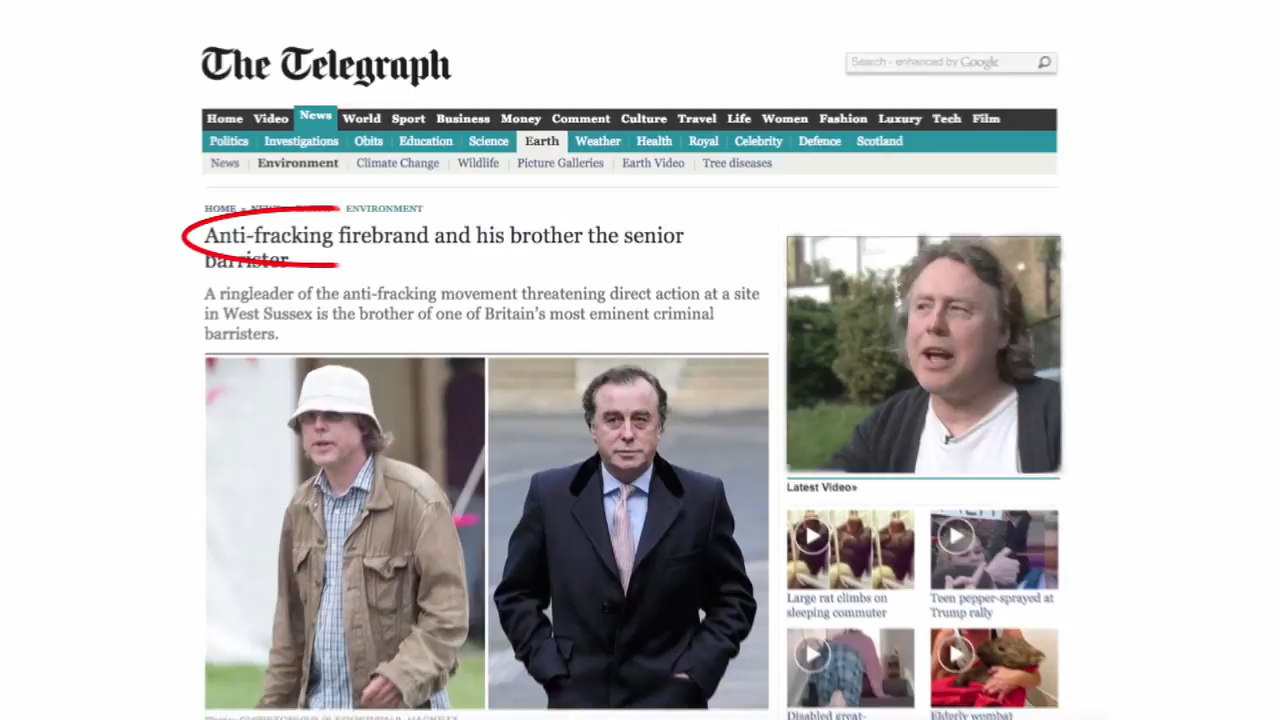 The Telegraph
Search - enhanced by Google
Home Video News World Sport Business Money Comment Culture Travel Life Women Fashion Luxury Tech Film
Politics Investigations Obits Education Science Earth Weather Health Royal Celebrity Defence Scotland
News Environment Climate Change Wildlife Picture Galleries Earth Video Tree diseases
HOME » ENVIRONMENT
Anti-fracking firebrand and his brother the senior
barrister
A ringleader of the anti-fracking movement threatening direct action at a site
in West Sussex is the brother of one of Britain's most eminent criminal
barristers.
Latest Video»
Large rat climbs on
sleeping commuter
Teen pepper-sprayed at
Trump rally
Disabled great-
Elderly wombat